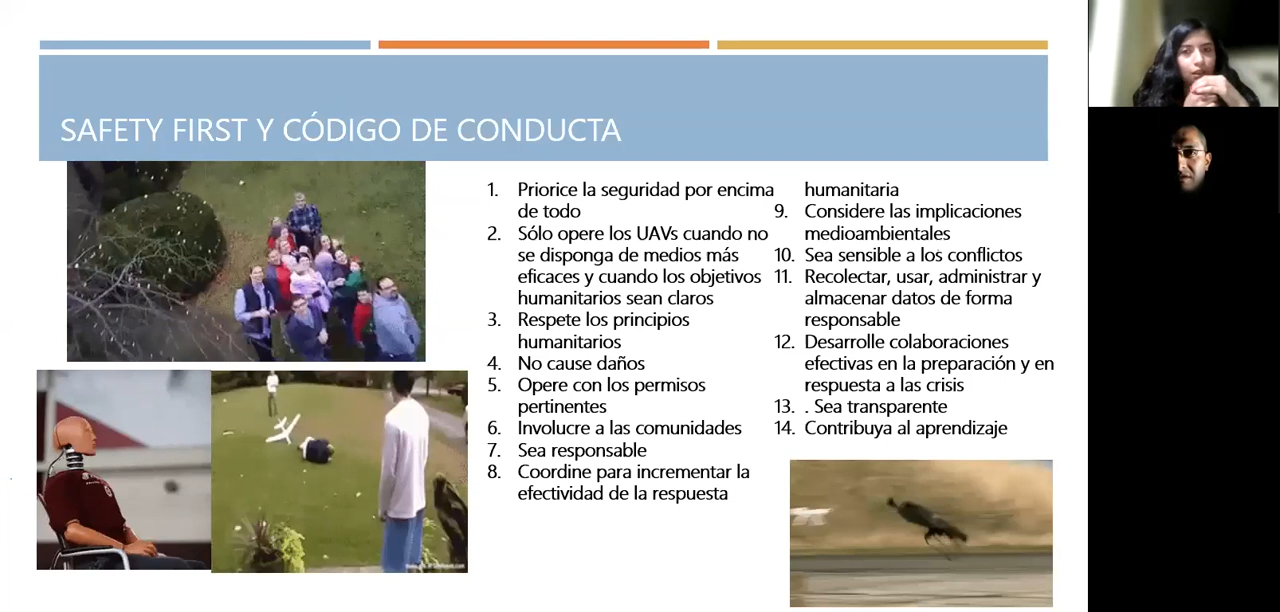 SAFETY FIRST Y CÓDIGO DE CONDUCTA
1. Priorice la seguridad por encima
de todo
2. Sólo opere los UAVs cuando no
se disponga de medios más
eficaces y cuando los objetivos
humanitarios sean claros
3. Respete los principios
humanitarios
4. No cause daños
5. Opere con los permisos
pertinentes
6. Involucre a las comunidades
7. Sea responsable
8. Coordine para incrementar la
efectividad de la respuesta
humanitaria
9. Considere las implicaciones
medioambientales
10. Sea sensible a los conflictos
11. Recolectar, usar, administrar y
almacenar datos de forma
responsable
12. Desarrolle colaboraciones
efectivas en la preparación y en
respuesta a las crisis
13. . Sea transparente
14. Contribuya al aprendizaje